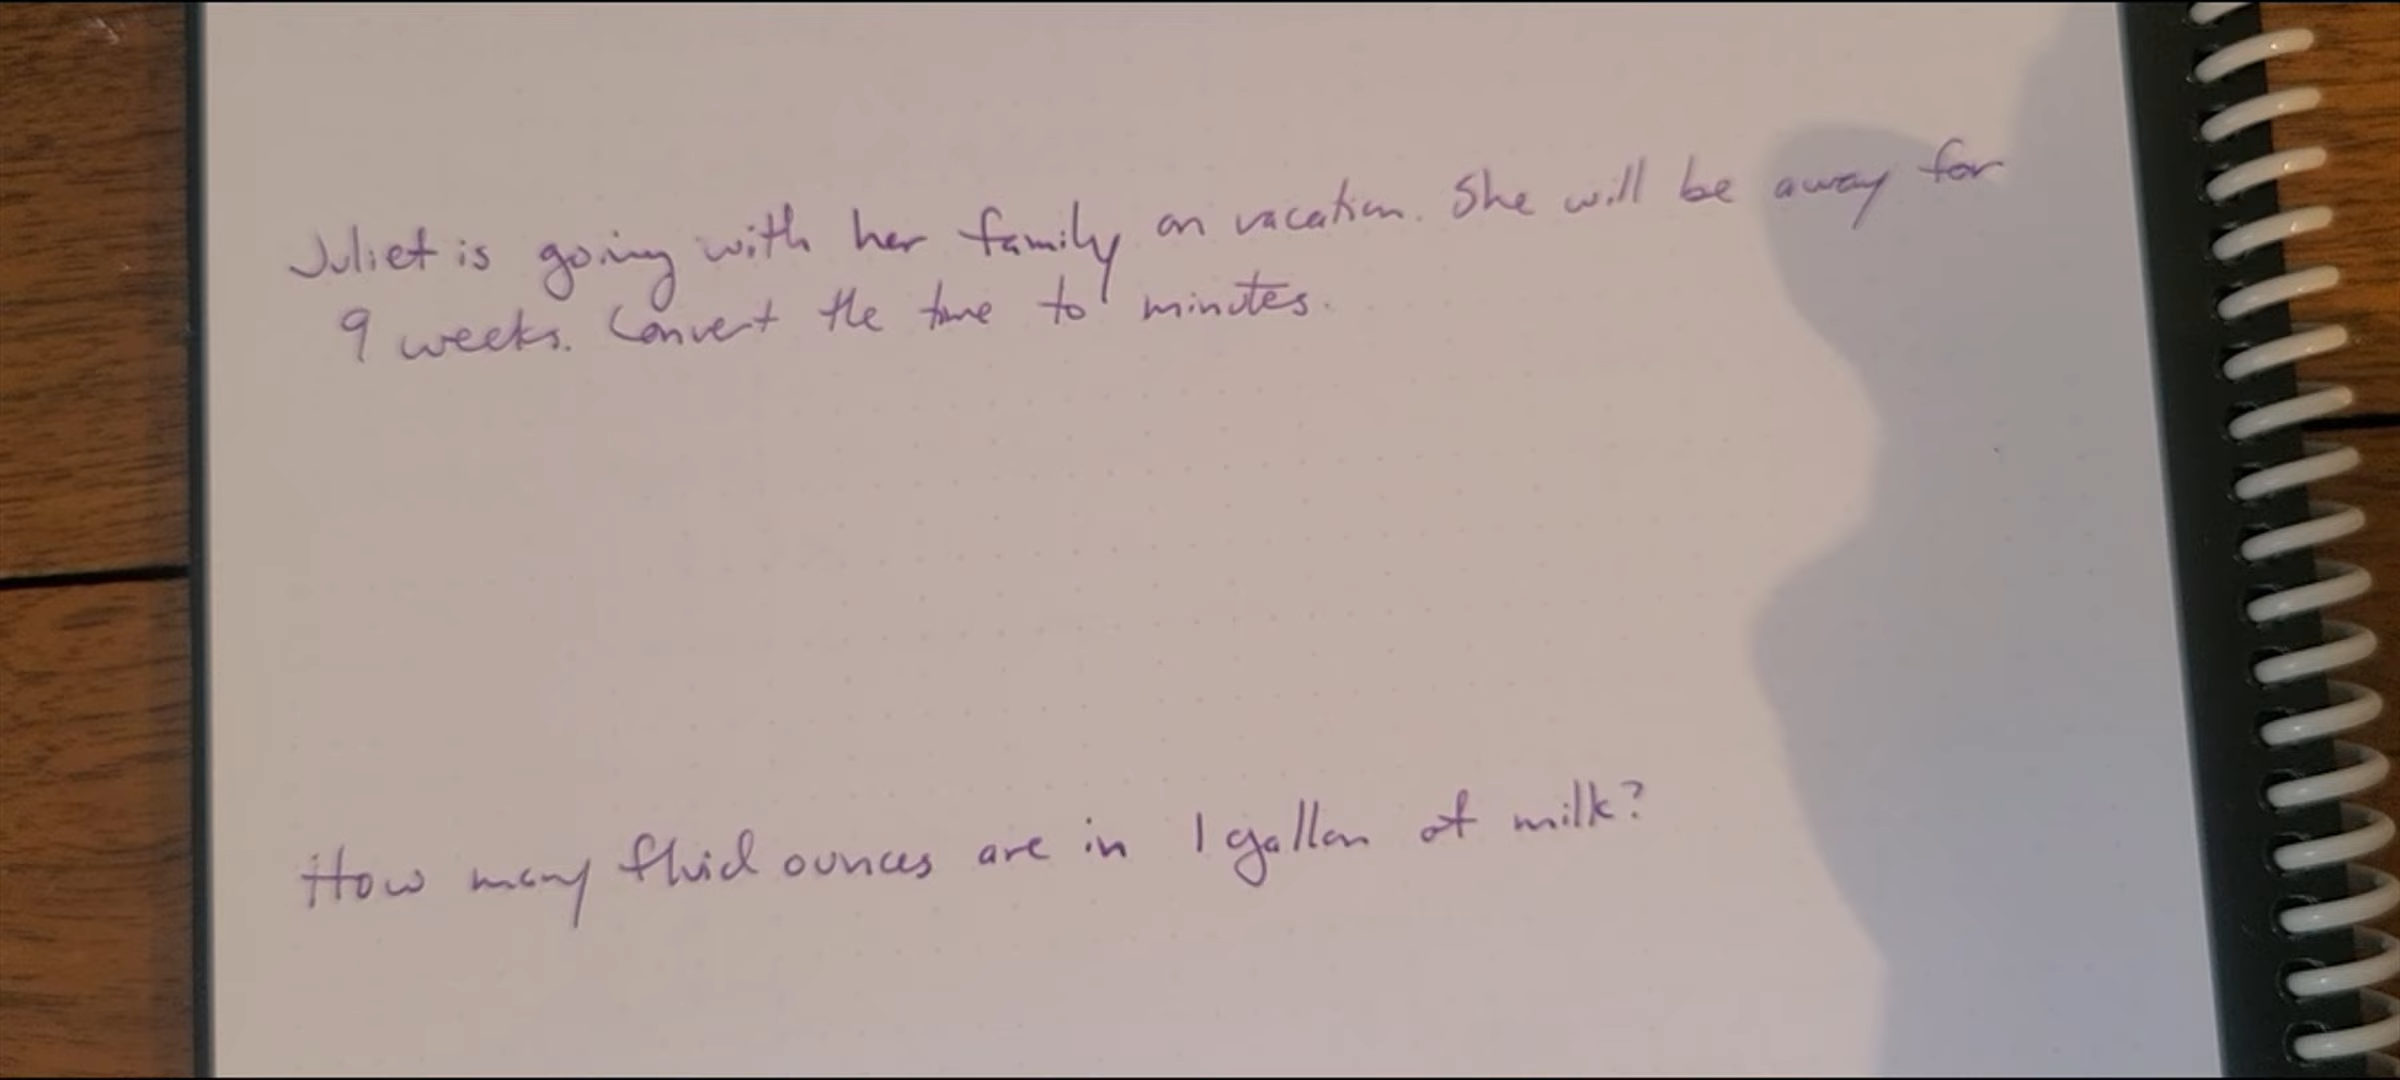 Juliet is going with her family on vacation. She will be away for
9 weeks. Convert the time to minutes.
How many fluid ounces are in 1 gallon of milk?